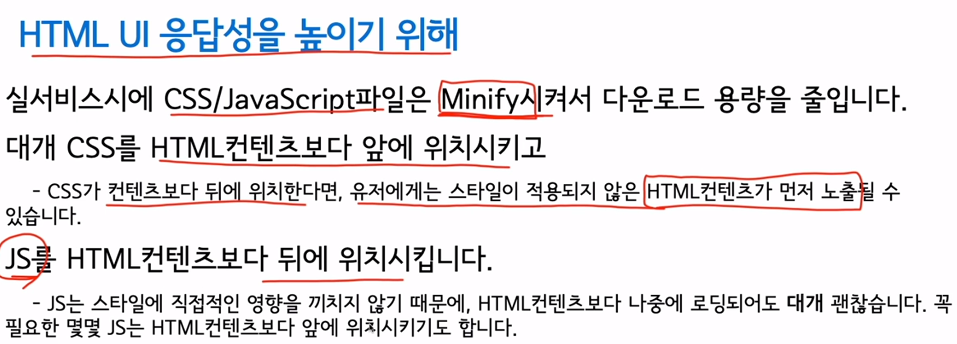 HTML UI 응답성을 높이기 위해
실서비스시에 CSS/JavaScript파일은 Minify시켜서 다운로드 용량을 줄입니다.
대개 CSS를 HTML컨텐츠보다 앞에 위치시키고
- CSS가 컨텐츠보다 뒤에 위치한다면, 유저에게는 스타일이 적용되지 않은 HTML컨텐츠가 먼저 노출될 수
있습니다.
JS를 HTML컨텐츠보다 뒤에 위치시킵니다.
- JS는 스타일에 직접적인 영향을 끼치지 않기 때문에, HTML컨텐츠보다 나중에 로딩되어도 대개 괜찮습니다. 꼭
필요한 몇몇 JS는 HTML컨텐츠보다 앞에 위치시키기도 합니다.